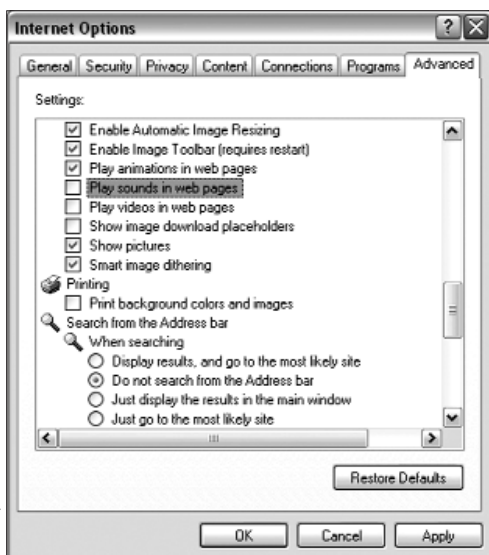 Internet Options
General Security Privacy Content Connections Programs Advanced
Settings:
Enable Automatic Image Resizing
Enable Image Toolbar (requires restart)
Play animations in web pages
Play sounds in web pages
Play videos in web pages
Show image download placeholders
Show pictures
Smart image dithering
Printing
Print background colors and images
Search from the Address bar
When searching
Display results, and go to the most likely site
Do not search from the Address bar
Just display the results in the main window
Just go to the most likely site
Restore Defaults
OK Cancel Apply